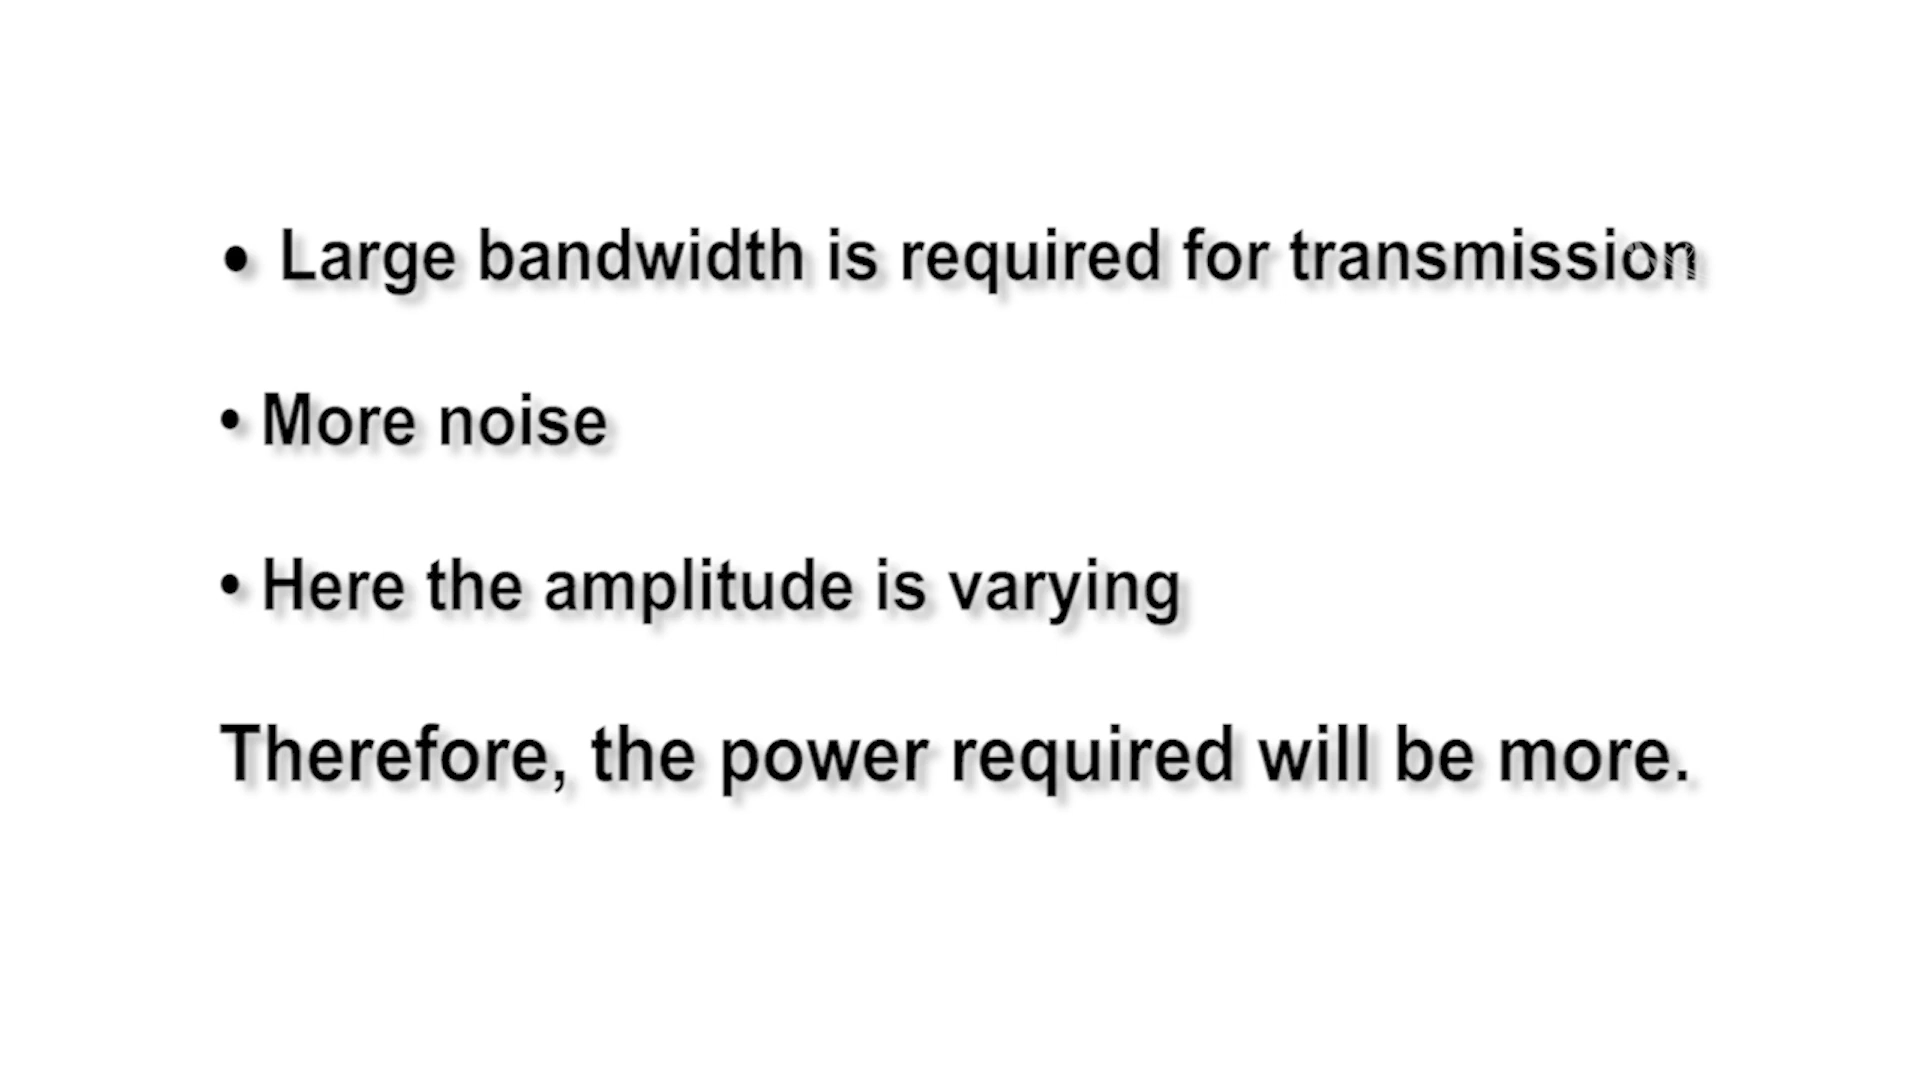 • Large bandwidth is required for transmission
• More noise
• Here the amplitude is varying
Therefore, the power required will be more.